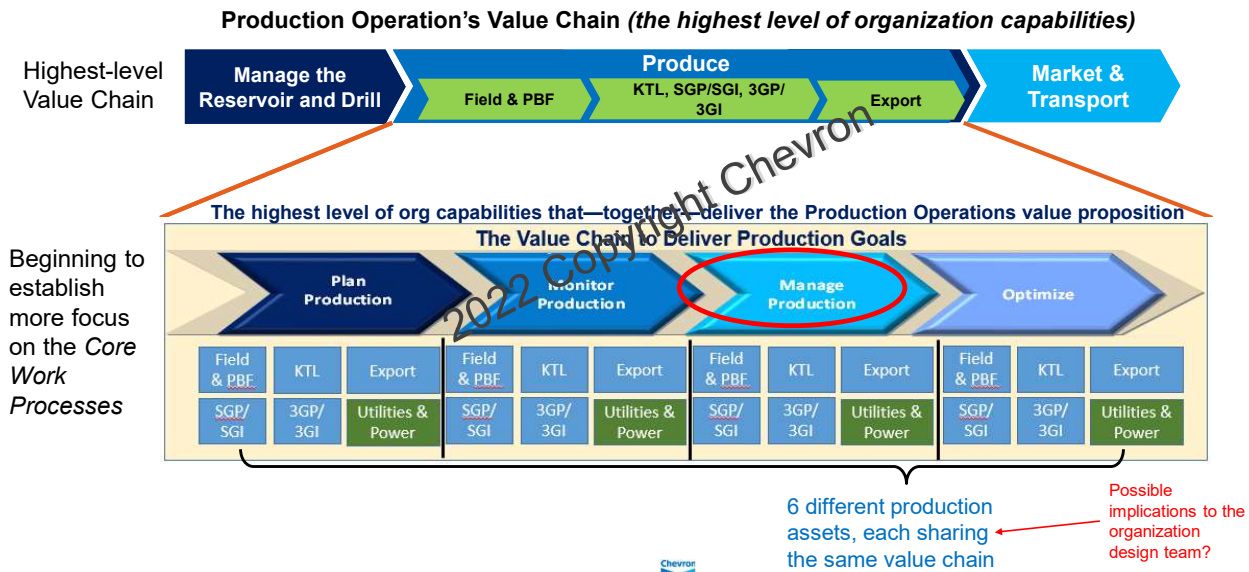 Production Operation's Value Chain (the highest level of organization capabilities)
Highest-level
Value Chain
Manage the
Reservoir and Drill
Produce
Field & PBF
KTL, SGP/SGI, 3GP/
3GI
Export
Market &
Transport
2022 Copyright Chevron
The highest level of org capabilities that—together—deliver the Production Operations value proposition
The Value Chain to Deliver Production Goals
Beginning to
establish
more focus
on the Core
Work
Processes
Plan
Production
Monitor
Production
Manage
Production
Optimize
Field
& PBF
KTL
Export
SGP/
SGI
3GP/
3GI
Utilities &
Power
Field
& PBF
KTL
Export
SGP/
SGI
3GP/
3GI
Utilities &
Power
Field
& PBF
KTL
Export
SGP/
SGI
3GP/
3GI
Utilities &
Power
Field
& PBF
KTL
Export
SGP/
SGI
3GP/
3GI
Utilities &
Power
6 different production
assets, each sharing
the same value chain
Possible
implications to the
organization
design team?
Chevron